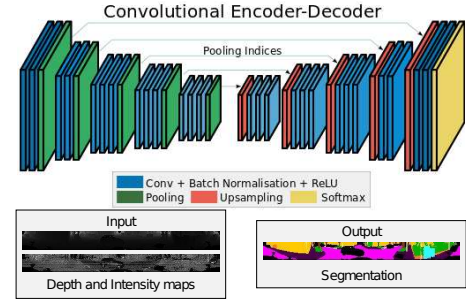 Convolutional Encoder-Decoder
Pooling Indices
Conv + Batch Normalisation + ReLU
Pooling Upsampling Softmax
Input
Depth and Intensity maps
Output
Segmentation